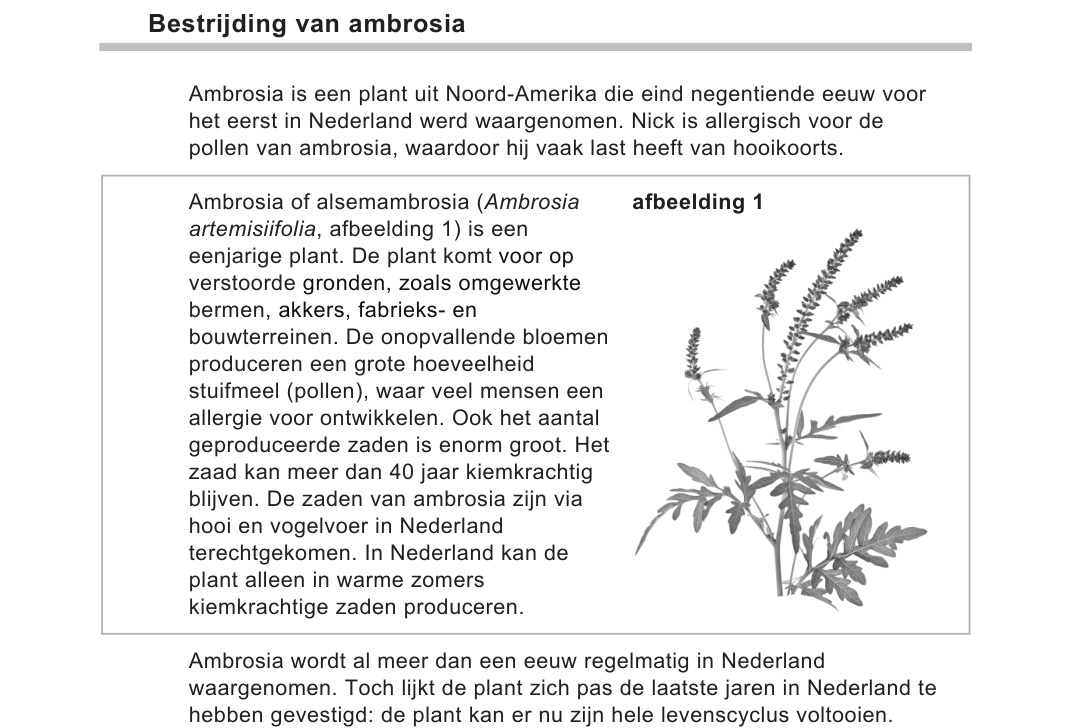 Bestrijding van ambrosia
Ambrosia is een plant uit Noord-Amerika die eind negentiende eeuw voor
het eerst in Nederland werd waargenomen. Nick is allergisch voor de
pollen van ambrosia, waardoor hij vaak last heeft van hooikoorts.
Ambrosia of alsemambrosia (Ambrosia
artemisiifolia, afbeelding 1) is een
eenjarige plant. De plant komt voor op
verstoorde gronden, zoals omgewerkte
bermen, akkers, fabrieks- en
bouwterreinen. De onopvallende bloemen
produceren een grote hoeveelheid
stuifmeel (pollen), waar veel mensen een
allergie voor ontwikkelen. Ook het aantal
geproduceerde zaden is enorm groot. Het
zaad kan meer dan 40 jaar kiemkrachtig
blijven. De zaden van ambrosia zijn via
hooi en vogelvoer in Nederland
terechtgekomen. In Nederland kan de
plant alleen in warme zomers
kiemkrachtige zaden produceren.
afbeelding 1
Ambrosia wordt al meer dan een eeuw regelmatig in Nederland
waargenomen. Toch lijkt de plant zich pas de laatste jaren in Nederland te
hebben gevestigd: de plant kan er nu zijn hele levenscyclus voltooien.